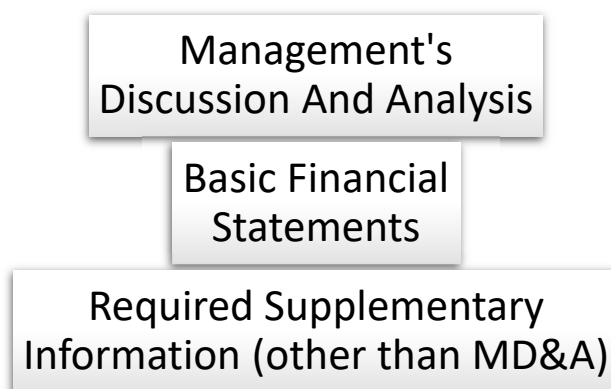 Management's
Discussion And Analysis
Basic Financial
Statements
Required Supplementary
Information (other than MD&A)